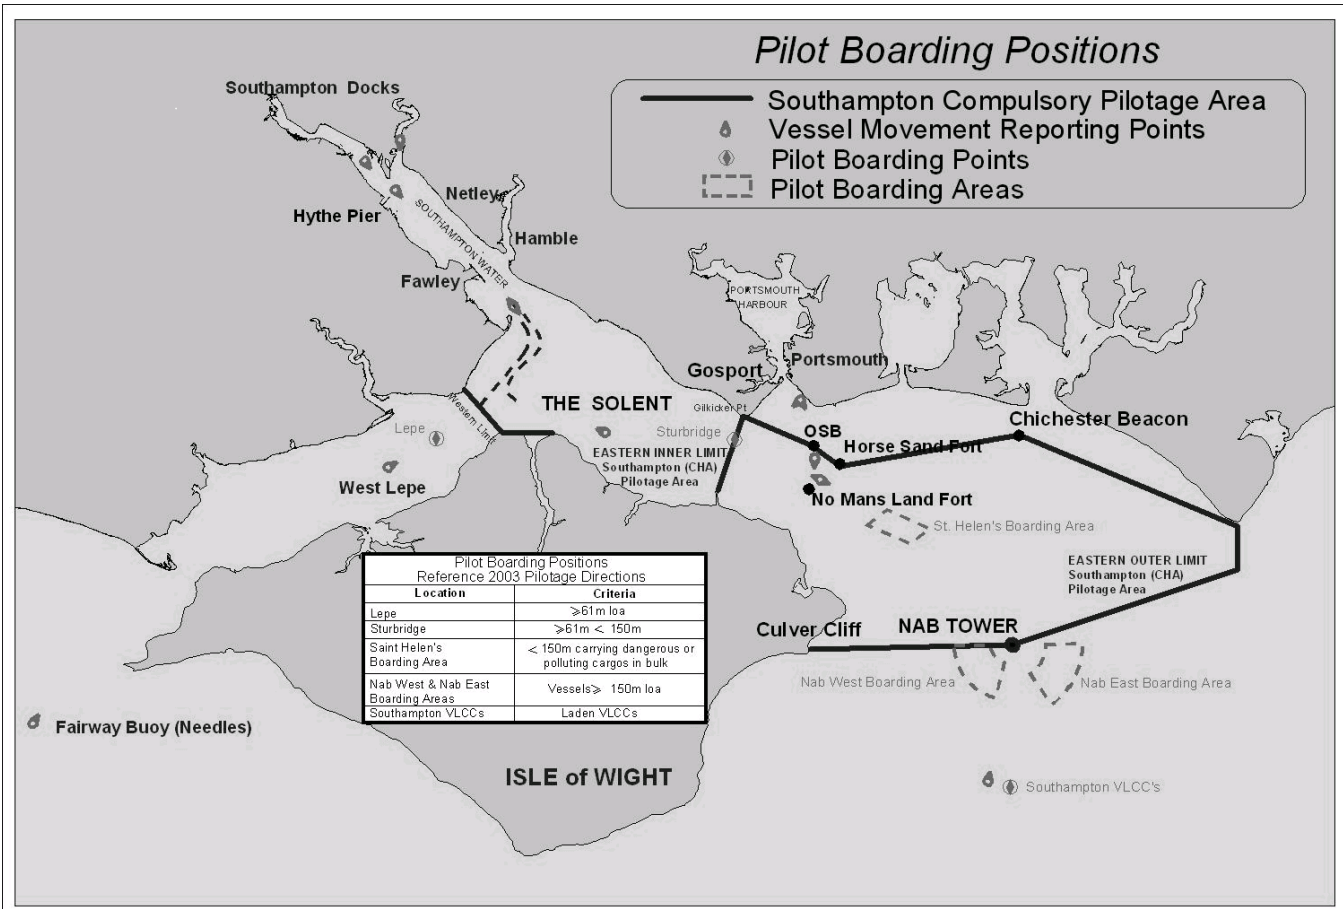 Pilot Boarding Positions
Southampton Compulsory Pilotage Area
Vessel Movement Reporting Points
Pilot Boarding Points
Pilot Boarding Areas
Southampton Docks
Netley
Hythe Pier
SOUTHAMPTON WATER
Hamble
Fawley
PORTSMOUTH
HARBOUR
Portsmouth
Gosport
Gilkicker Pt
THE SOLENT
Western Limit
Lepe
Sturbridge
OSB
Horse Sand Fort
Chichester Beacon
EASTERN INNER LIMIT
Southampton (CHA)
Pilotage Area
West Lepe
No Mans Land Fort
St. Helen's Boarding Area
EASTERN OUTER LIMIT
Southampton (CHA)
Pilotage Area
Pilot Boarding Positions
Reference 2003 Pilotage Directions
Location Criteria
Lepe ⩾61m loa
Sturbridge ⩾61m < 150m
Saint Helen's
Boarding Area
< 150m carrying dangerous or
polluting cargos in bulk
Nab West & Nab East
Boarding Areas
Vessels⩾ 150m loa
Southampton VLCCs Laden VLCCs
Culver Cliff
NAB TOWER
Nab West Boarding Area
Nab East Boarding Area
Fairway Buoy (Needles)
ISLE of WIGHT
Southampton VLCC's